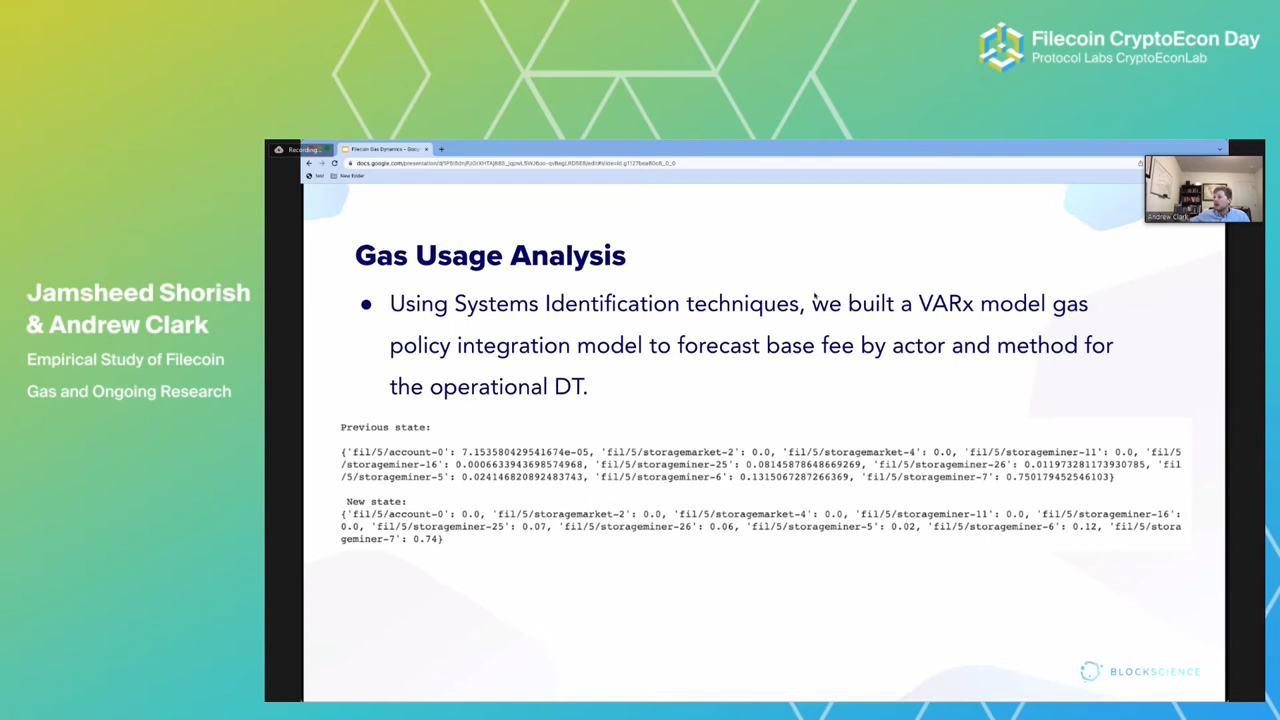 Filecoin CryptoEcon Day
Protocol Labs CryptoEconLab
Jamsheed Shorish
& Andrew Clark
Empirical Study of Filecoin
Gas and Ongoing Research
Recording...
Filecoin Gas Dynamics - Goog
New folder
Andrew Clark
Gas Usage Analysis
● Using Systems Identification techniques, we built a VARx model gas
policy integration model to forecast base fee by actor and method for
the operational DT.
Previous state:
{'fil/5/account-0': 7.153580429541674e-05, 'fil/5/storagemarket-2': 0.0, 'fil/5/storagemarket-4': 0.0, 'fil/5/storageminer-11': 0.0, 'fil/5
/storageminer-16': 0.0006633943698574968, 'fil/5/storageminer-25': 0.08145878648669269, 'fil/5/storageminer-26': 0.011973281173930785, 'fil
/5/storageminer-5': 0.024146820892483743, 'fil/5/storageminer-6': 0.1315067287266369, 'fil/5/storageminer-7': 0.750179452546103}
New state:
{'fil/5/account-0': 0.0, 'fil/5/storagemarket-2': 0.0, 'fil/5/storagemarket-4': 0.0, 'fil/5/storageminer-11': 0.0, 'fil/5/storageminer-16':
0.0, 'fil/5/storageminer-25': 0.07, 'fil/5/storageminer-26': 0.06, 'fil/5/storageminer-5': 0.02, 'fil/5/storageminer-6': 0.12, 'fil/5/stora
geminer-7': 0.74}
BLOCKSCIENCE